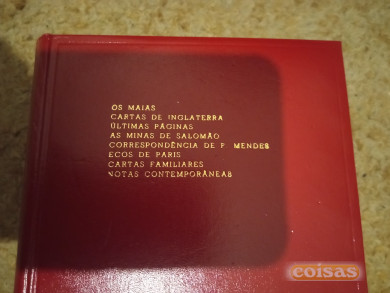 OS MAIAS
CARTAS DE INGLATERRA
ÚLTIMAS PÁGINAS
AS MINAS DE SALOMÃO
CORRESPONDÊNCIA DE F. MENDES
ECOS DE PARIS
CARTAS FAMILIARES
NOTAS CONTEMPORÂNEAS
coisas